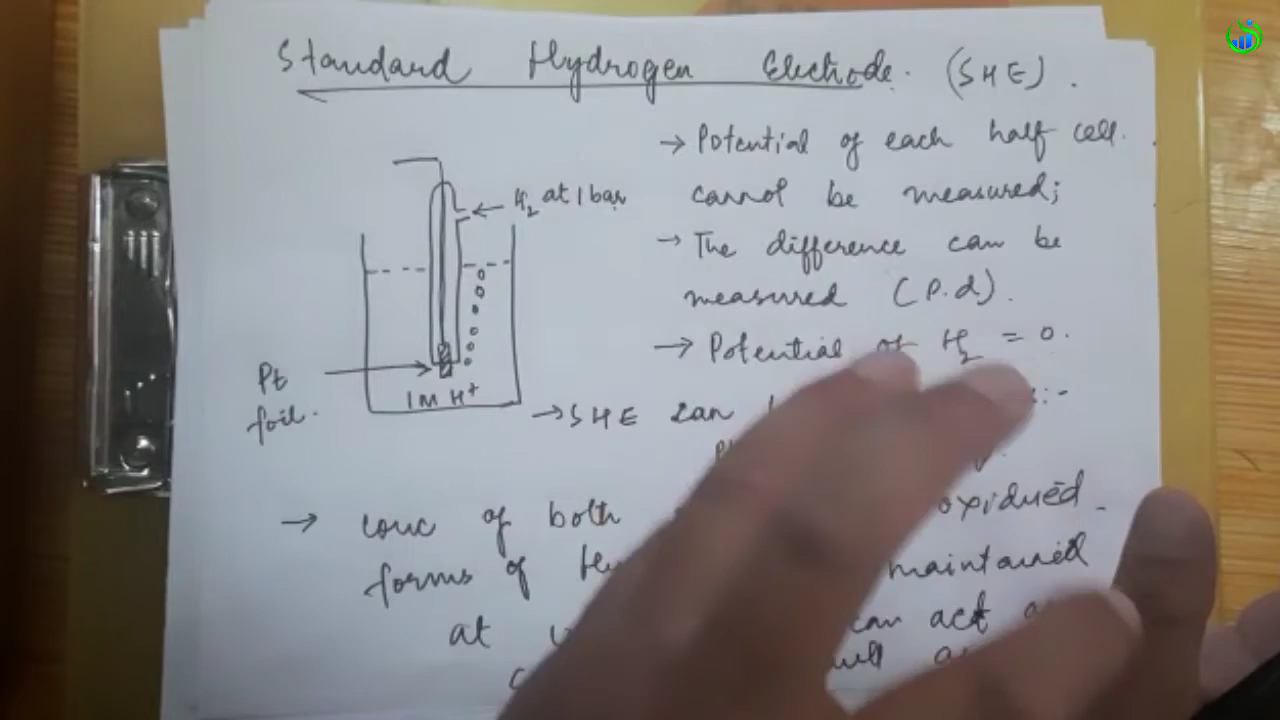 Standard Hydrogen Electrode. (SHE).
→ Potential of each half cell.
cannot be measured;
→ The difference can be
measured (P.d).
→ Potential of H₂ = 0.
H₂ at 1 bar
Pt
foil.
1M H⁺
→ SHE can
→ conc of both oxidued
forms of maintained
at can act
will